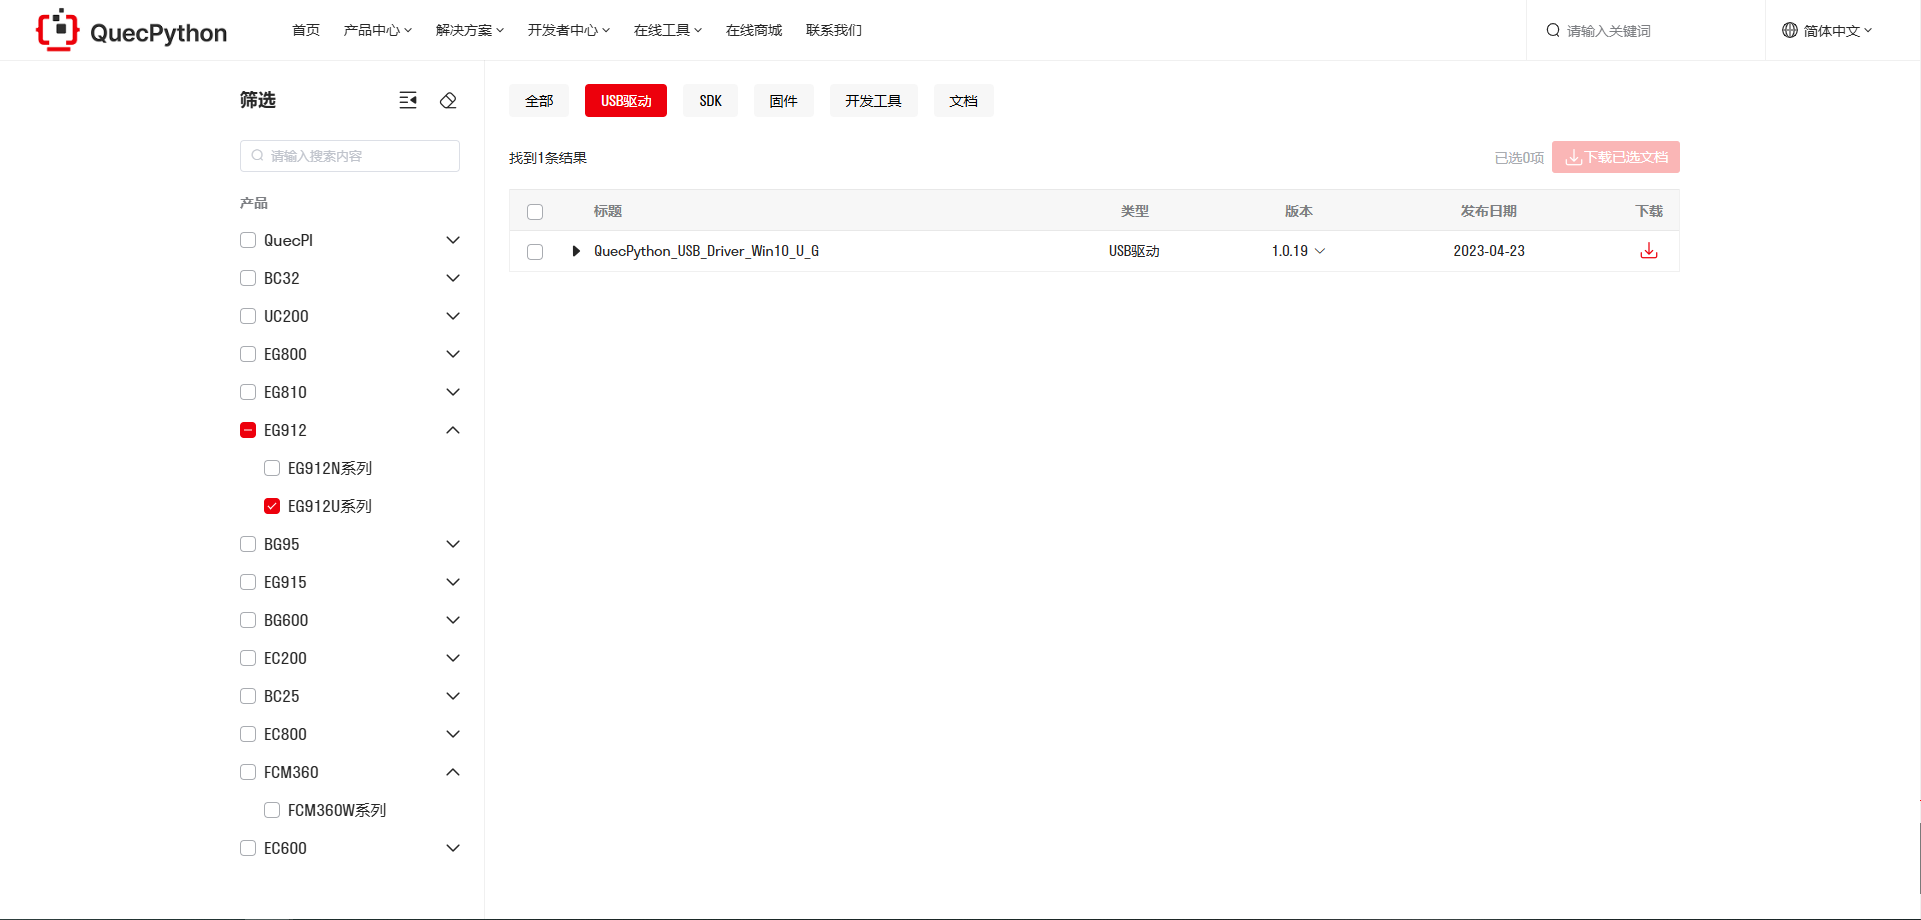 QuecPython
首页 产品中心 解决方案 开发者中心 在线工具 在线商城 联系我们
请输入关键词
简体中文
筛选
请输入搜索内容
产品
QuecPI
BC32
UC200
EG800
EG810
EG912
EG912N系列
EG912U系列
BG95
EG915
BG600
EC200
BC25
EC800
FCM360
FCM360W系列
EC600
全部 USB驱动 SDK 固件 开发工具 文档
找到1条结果
已选0项 下载已选文档
标题 类型 版本 发布日期 下载
QuecPython_USB_Driver_Win10_U_G USB驱动 1.0.19 2023-04-23